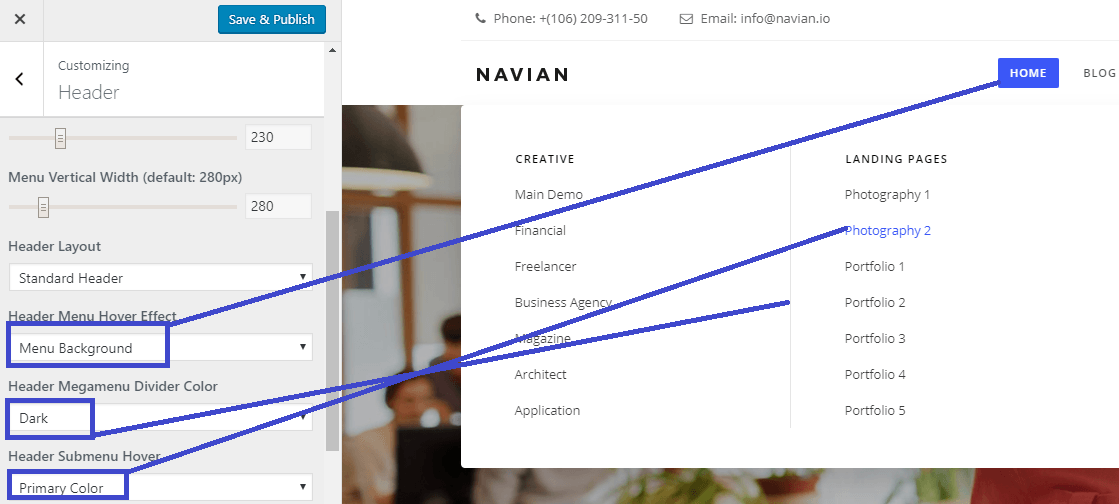 Save & Publish
Customizing
Header
230
Menu Vertical Width (default: 280px)
280
Header Layout
Standard Header
Header Menu Hover Effect
Menu Background
Header Megamenu Divider Color
Dark
Header Submenu Hover
Primary Color
Phone: +(106) 209-311-50
Email: info@navian.io
NAVIAN
HOME
BLOG
CREATIVE
Main Demo
Financial
Freelancer
Business Agency
Magazine
Architect
Application
LANDING PAGES
Photography 1
Photography 2
Portfolio 1
Portfolio 2
Portfolio 3
Portfolio 4
Portfolio 5